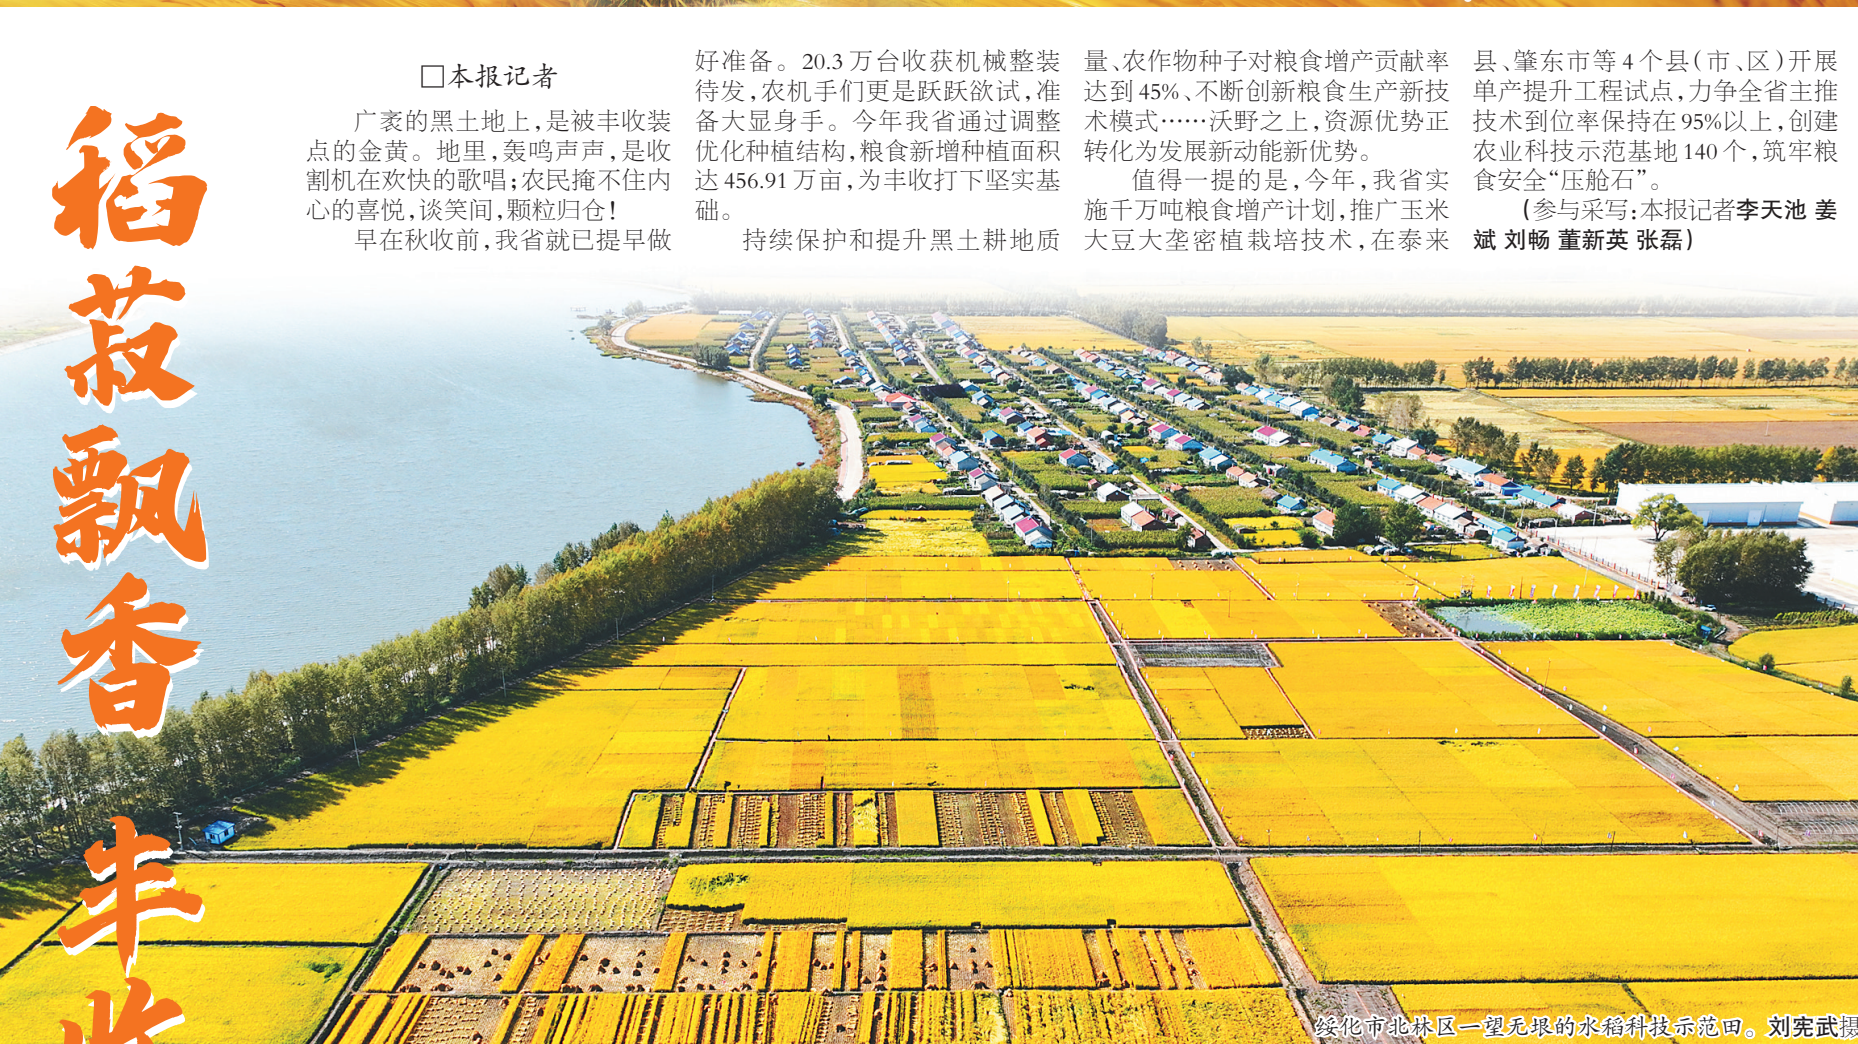 稻菽飘香 丰收
□本报记者
广袤的黑土地上,是被丰收装
点的金黄。地里,轰鸣声声,是收
割机在欢快的歌唱;农民掩不住内
心的喜悦,谈笑间,颗粒归仓!
早在秋收前,我省就已提早做
好准备。20.3万台收获机械整装
待发,农机手们更是跃跃欲试,准
备大显身手。今年我省通过调整
优化种植结构,粮食新增种植面积
达456.91万亩,为丰收打下坚实基
础。
持续保护和提升黑土耕地质
量、农作物种子对粮食增产贡献率
达到45%、不断创新粮食生产新技
术模式……沃野之上,资源优势正
转化为发展新动能新优势。
值得一提的是,今年,我省实
施千万吨粮食增产计划,推广玉米
大豆大垄密植栽培技术,在泰来
县、肇东市等4个县(市、区)开展
单产提升工程试点,力争全省主推
技术到位率保持在95%以上,创建
农业科技示范基地140个,筑牢粮
食安全“压舱石”。
(参与采写:本报记者李天池 姜
斌 刘畅 董新英 张磊)
绥化市北林区一望无垠的水稻科技示范田。刘宪武摄